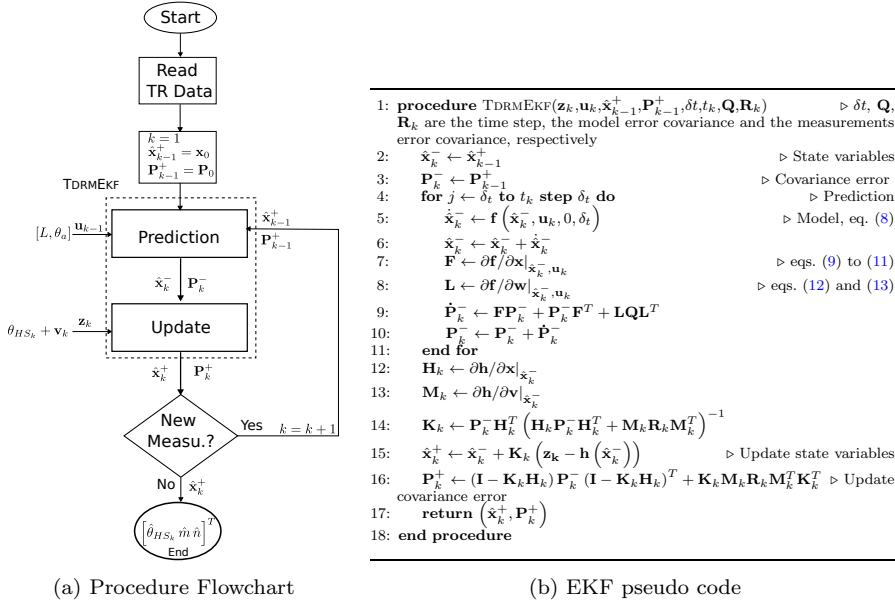 Start
Read
TR Data
k = 1
x̂⁺ₖ₋₁ = x₀
P⁺ₖ₋₁ = P₀
TDRMEKF
[L, θₐ] uₖ₋₁
Prediction
x̂⁺ₖ₋₁
P⁺ₖ₋₁
x̂⁻ₖ P⁻ₖ
θ_{HSₖ} + vₖ zₖ
Update
x̂⁺ₖ P⁺ₖ
New
Measu.?
Yes
k = k + 1
No x̂⁺ₖ
[θ̂_{HSₖ} m̂ n̂]ᵀ
End
(a) Procedure Flowchart
1: procedure TDRMEKF(zₖ,uₖ,x̂⁺ₖ₋₁,P⁺ₖ₋₁,δt,tₖ,Q,Rₖ) ▷ δt, Q,
Rₖ are the time step, the model error covariance and the measurements
error covariance, respectively
2: x̂⁻ₖ ← x̂⁺ₖ₋₁ ▷ State variables
3: P⁻ₖ ← P⁺ₖ₋₁ ▷ Covariance error
4: for j ← δₜ to tₖ step δₜ do ▷ Prediction
5: x̂̇⁻ₖ ← f (x̂⁻ₖ, uₖ, 0, δₜ) ▷ Model, eq. (8)
6: x̂⁻ₖ ← x̂⁻ₖ + x̂̇⁻ₖ
7: F ← ∂f/∂x|_{x̂⁻ₖ,uₖ} ▷ eqs. (9) to (11)
8: L ← ∂f/∂w|_{x̂⁻ₖ,uₖ} ▷ eqs. (12) and (13)
9: Ṗ⁻ₖ ← FP⁻ₖ + P⁻ₖFᵀ + LQLᵀ
10: P⁻ₖ ← P⁻ₖ + Ṗ⁻ₖ
11: end for
12: Hₖ ← ∂h/∂x|_{x̂⁻ₖ}
13: Mₖ ← ∂h/∂v|_{x̂⁻ₖ}
14: Kₖ ← P⁻ₖHₖᵀ (HₖP⁻ₖHₖᵀ + MₖRₖMₖᵀ)⁻¹
15: x̂⁺ₖ ← x̂⁻ₖ + Kₖ (zₖ − h (x̂⁻ₖ)) ▷ Update state variables
16: P⁺ₖ ← (I − KₖHₖ) P⁻ₖ (I − KₖHₖ)ᵀ + KₖMₖRₖMₖᵀKₖᵀ ▷ Update
covariance error
17: return (x̂⁺ₖ, P⁺ₖ)
18: end procedure
(b) EKF pseudo code